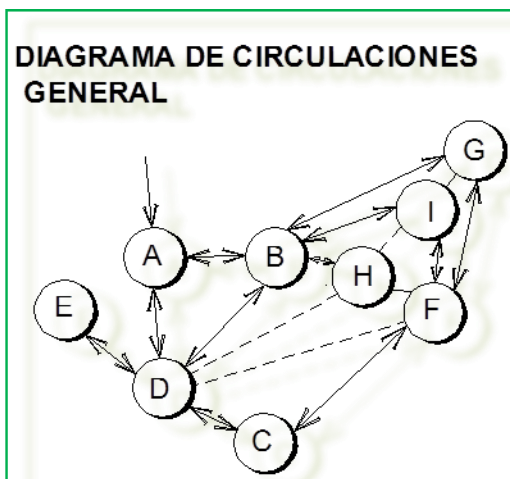 DIAGRAMA DE CIRCULACIONES
GENERAL
G
I
A
B
H
E
F
D
C